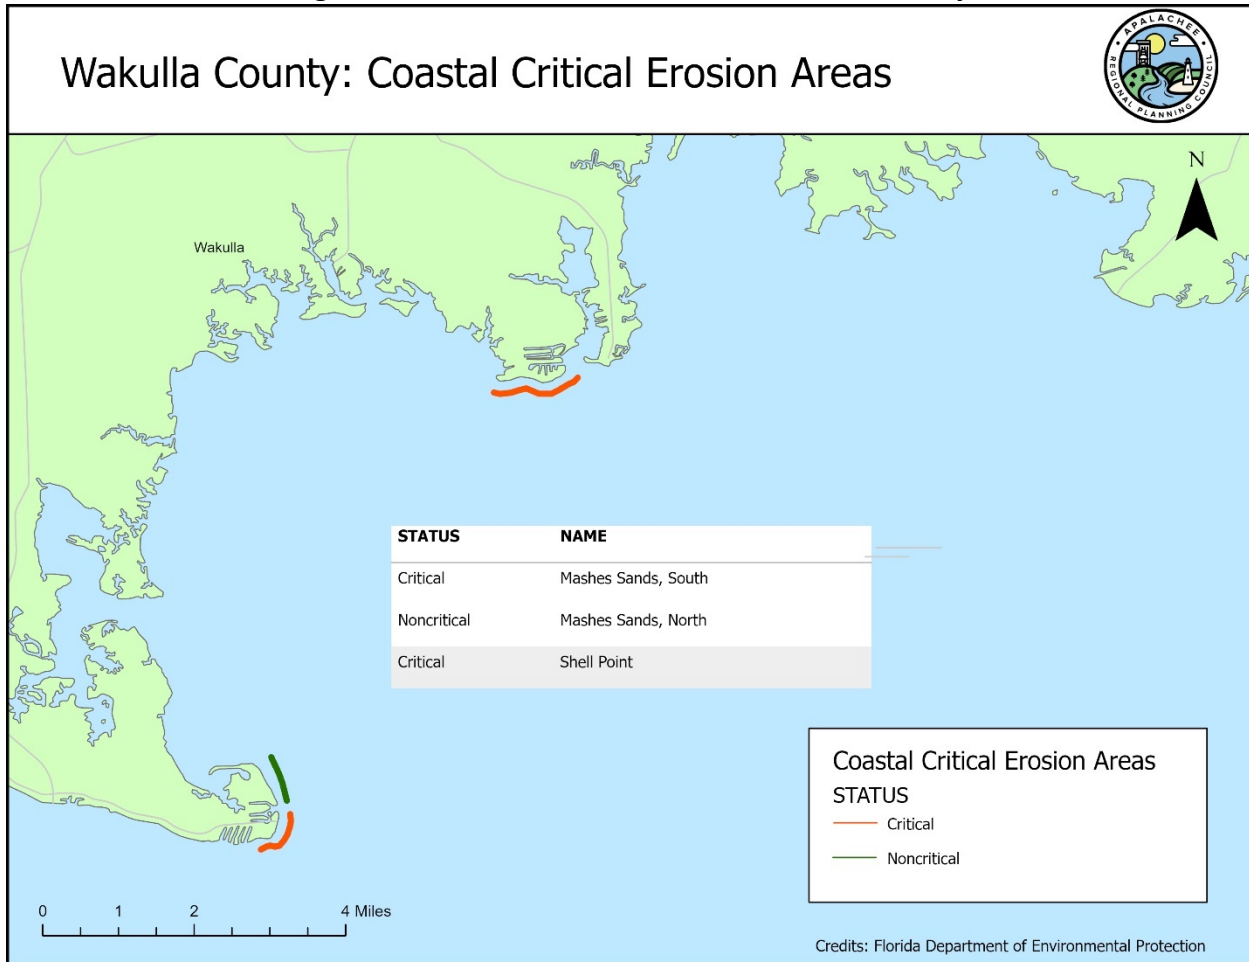 Wakulla County: Coastal Critical Erosion Areas
APALACHEE
REGIONAL PLANNING COUNCIL
N
Wakulla
STATUS NAME
Critical Mashes Sands, South
Noncritical Mashes Sands, North
Critical Shell Point
Coastal Critical Erosion Areas
STATUS
Critical
Noncritical
0 1 2 4 Miles
Credits: Florida Department of Environmental Protection